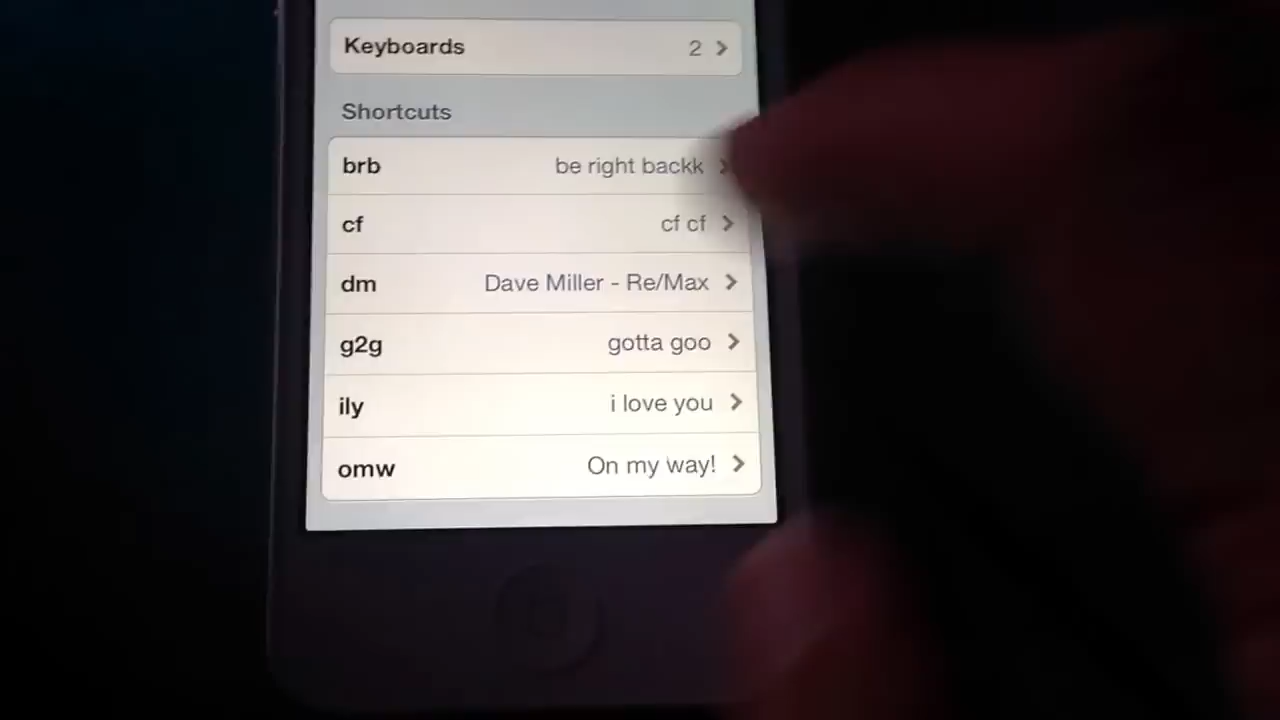 Keyboards 2
Shortcuts
brb be right backk
cf cf cf
dm Dave Miller - Re/Max
g2g gotta goo
ily i love you
omw On my way!